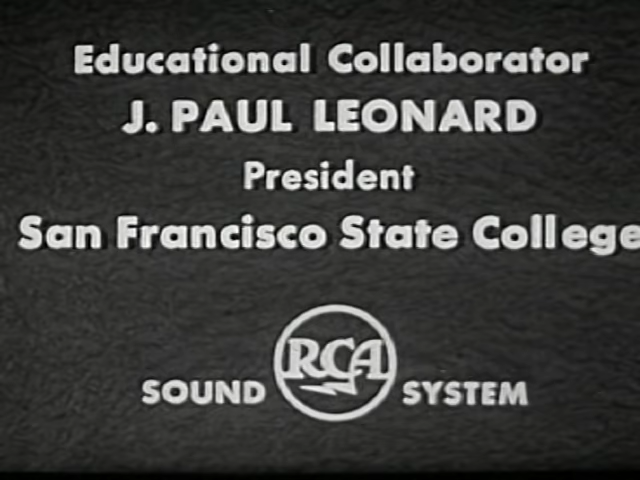 Educational Collaborator
J. PAUL LEONARD
President
San Francisco State College
SOUND RCA SYSTEM